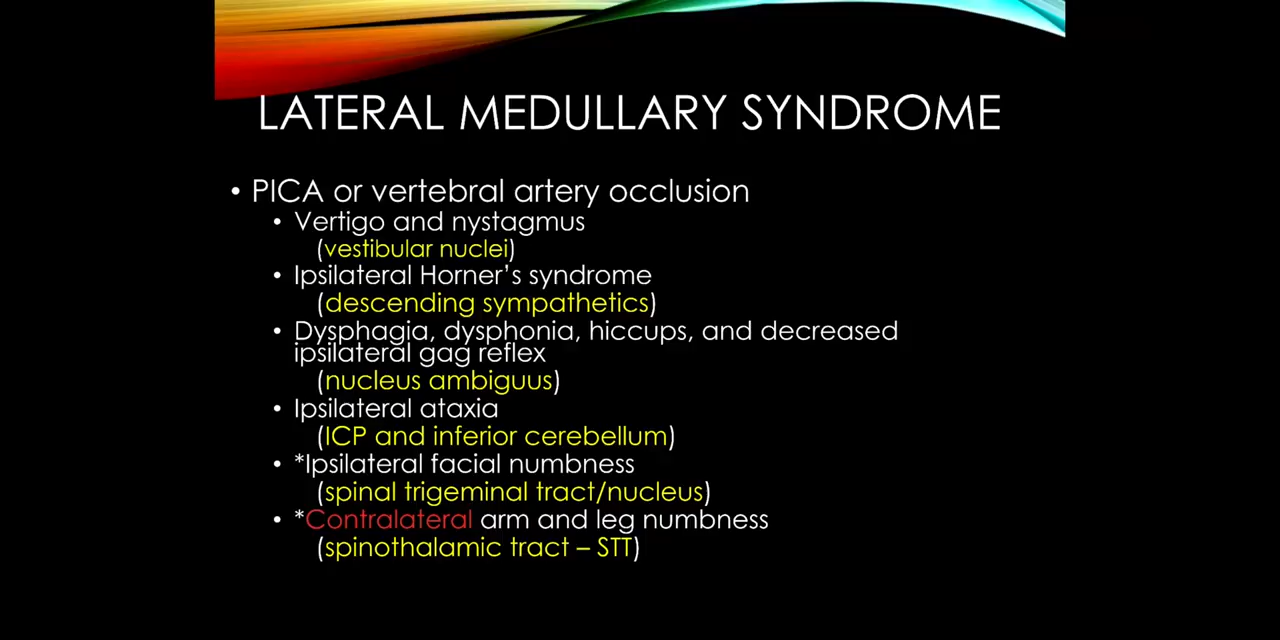 LATERAL MEDULLARY SYNDROME
• PICA or vertebral artery occlusion
• Vertigo and nystagmus
(vestibular nuclei)
• Ipsilateral Horner’s syndrome
(descending sympathetics)
• Dysphagia, dysphonia, hiccups, and decreased
ipsilateral gag reflex
(nucleus ambiguus)
• Ipsilateral ataxia
(ICP and inferior cerebellum)
• *Ipsilateral facial numbness
(spinal trigeminal tract/nucleus)
• *Contralateral arm and leg numbness
(spinothalamic tract – STT)